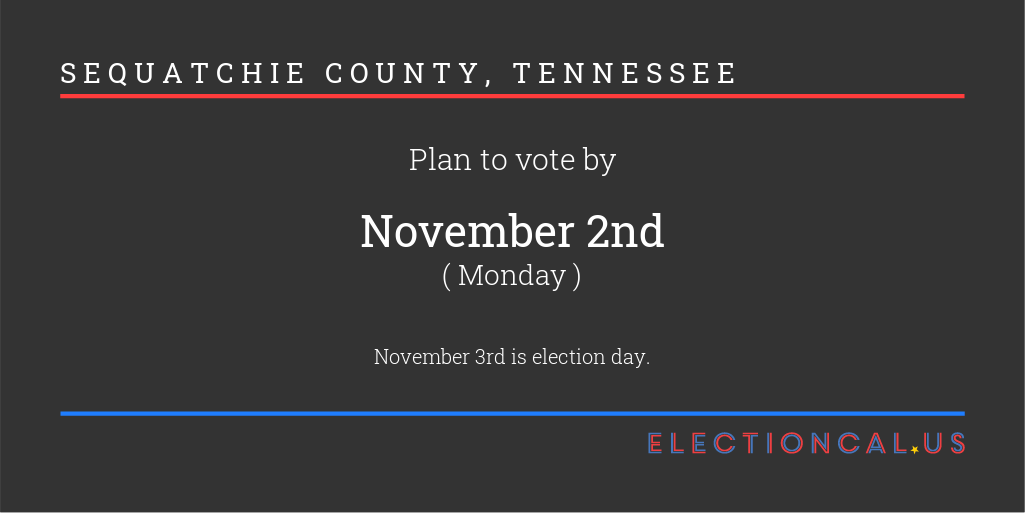 SEQUATCHIE COUNTY, TENNESSEE
Plan to vote by
November 2nd
( Monday )
November 3rd is election day.
ELECTIONCAL.US